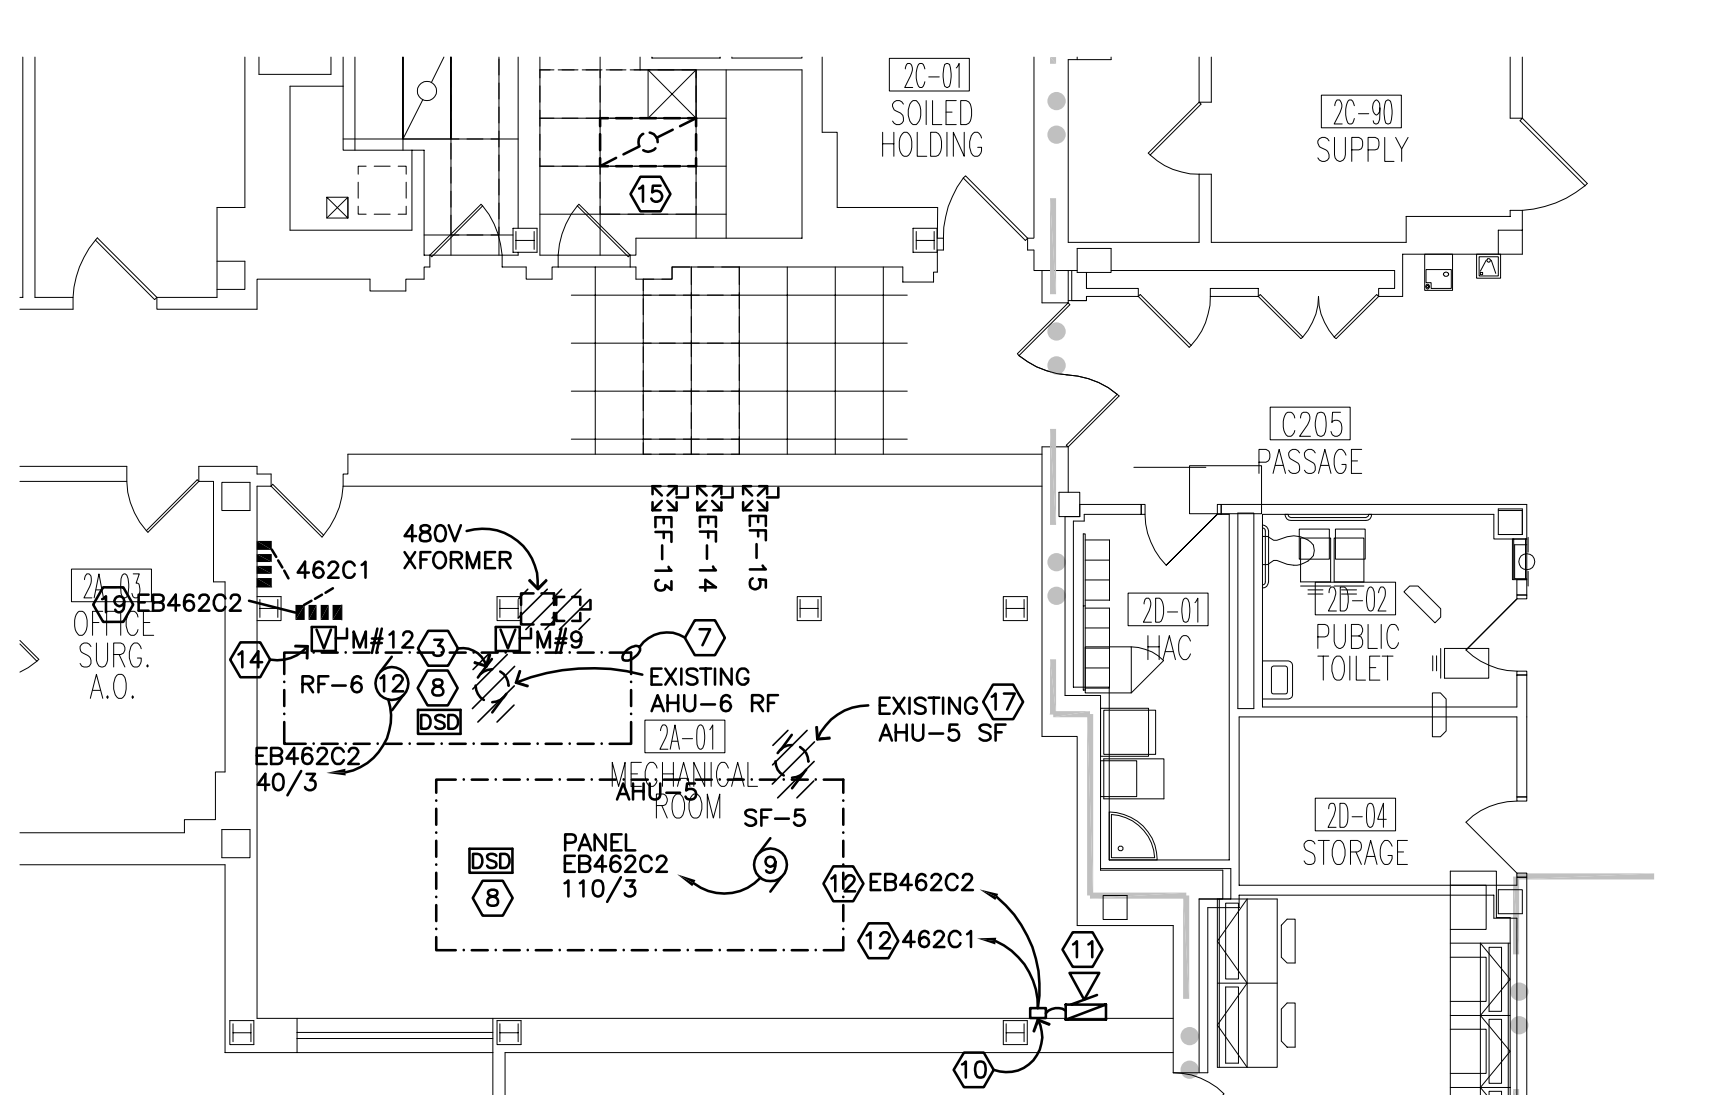 2C-01
SOILED
HOLDING
2C-90
SUPPLY
15
C205
PASSAGE
480V
XFORMER
EF-13
EF-14
EF-15
462C1
2A-03
19
EB462C2
OFFICE
SURG.
A.O.
14
M#12
3
M#9
7
RF-6
12
8
DSD
EXISTING
AHU-6 RF
EXISTING
AHU-5 SF
17
EB462C2
40/3
2A-01
MECHANICAL
ROOM
AHU-5
SF-5
PANEL
EB462C2
110/3
9
DSD
8
12
EB462C2
12
462C1
11
10
2D-01
HAC
2D-02
PUBLIC
TOILET
2D-04
STORAGE
V
V